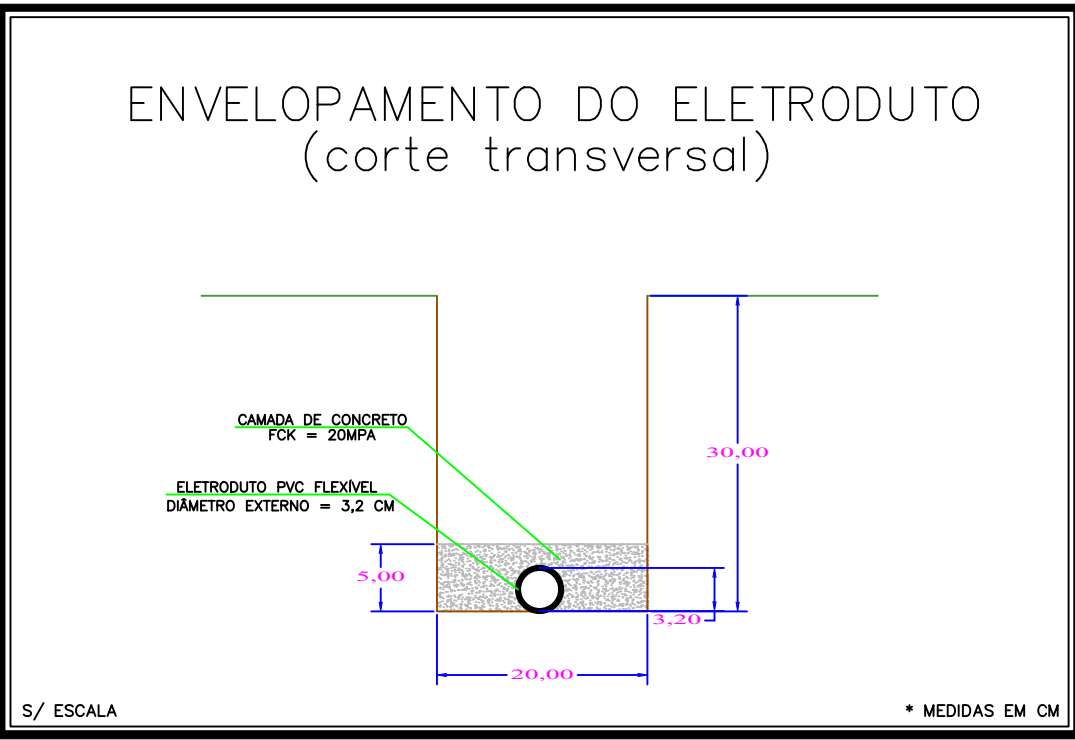 ENVELOPAMENTO DO ELETRODUTO
(corte transversal)
CAMADA DE CONCRETO
FCK = 20MPA
30,00
ELETRODUTO PVC FLEXÍVEL
DIÂMETRO EXTERNO = 3,2 CM
5,00
3,20
20,00
S/ ESCALA
* MEDIDAS EM CM